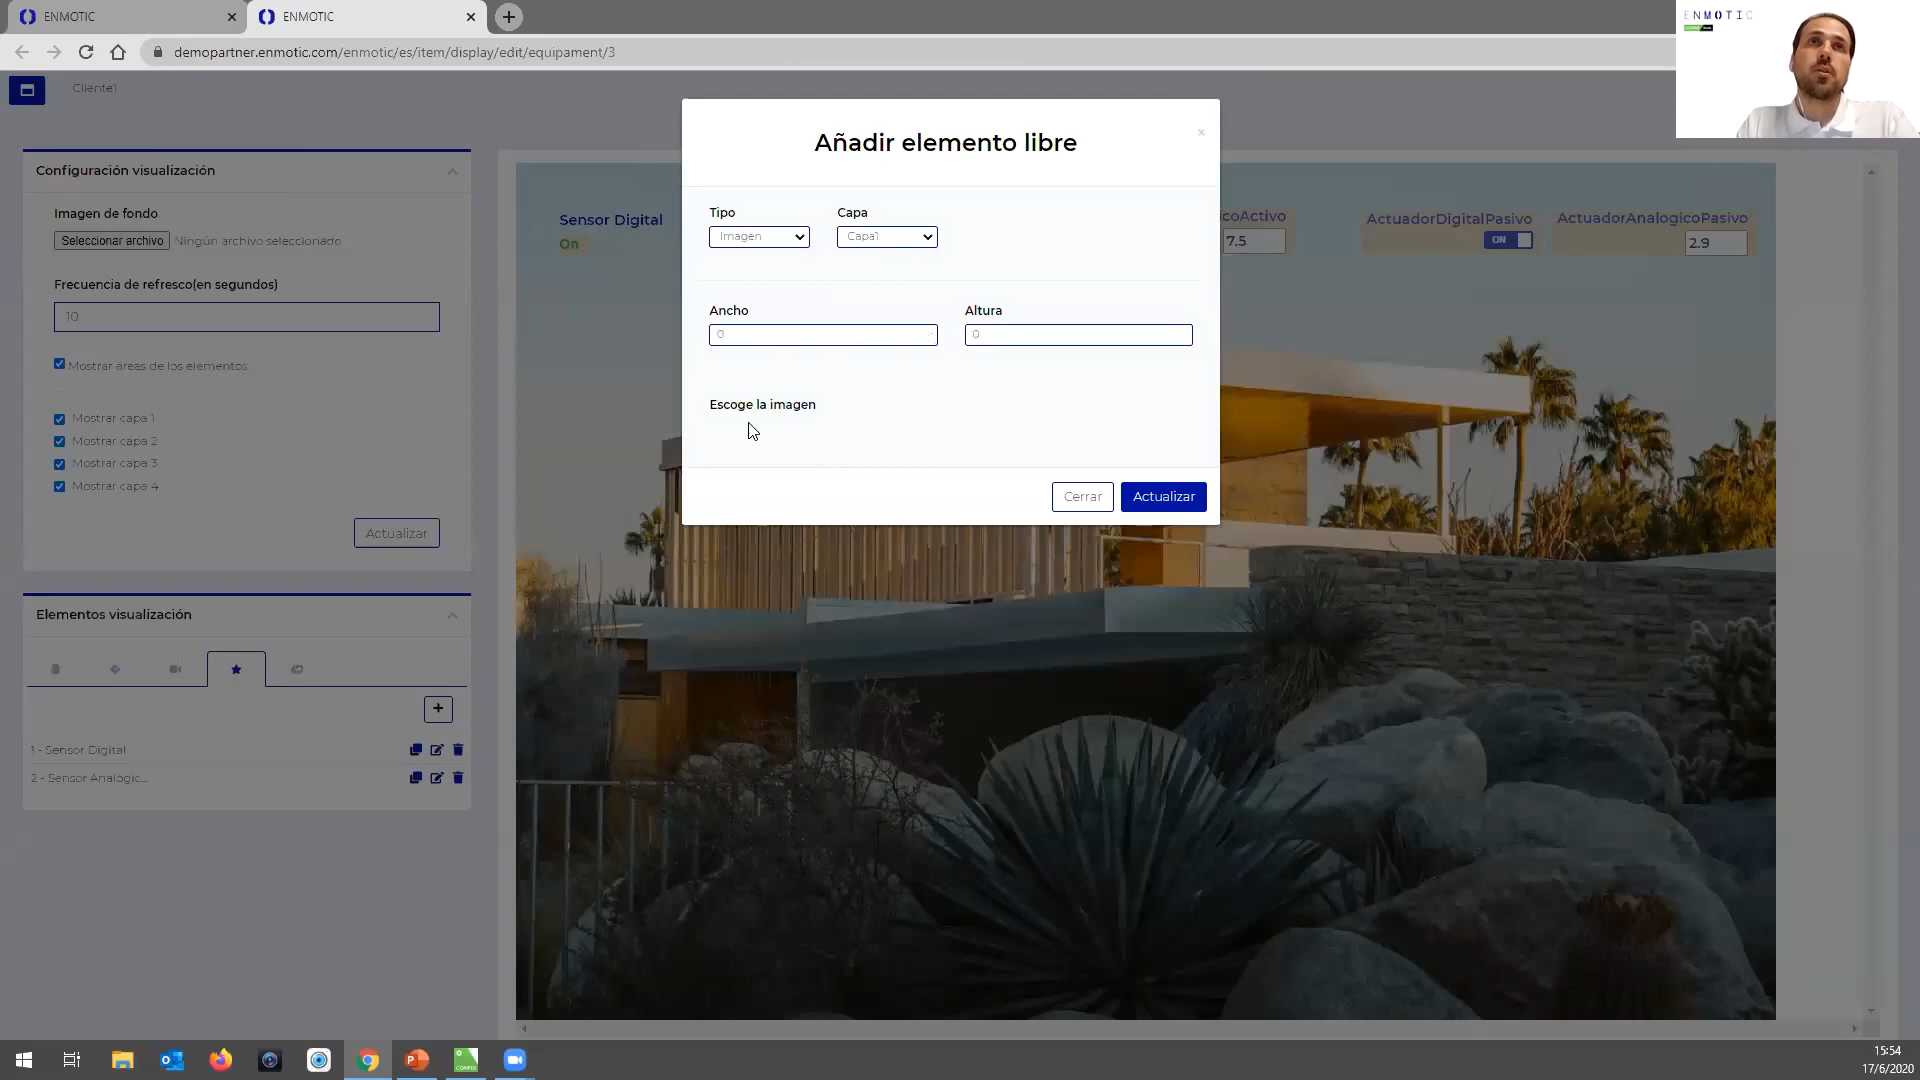 ENMOTIC
ENMOTIC
demopartner.enmotic.com/enmotic/es/item/display/edit/equipament/3
ENMOTIC
Cliente1
Configuración visualización
Imagen de fondo
Seleccionar archivo Ningún archivo seleccionado
Frecuencia de refresco(en segundos)
10
Mostrar áreas de los elementos
Mostrar capa 1
Mostrar capa 2
Mostrar capa 3
Mostrar capa 4
Actualizar
Elementos visualización
+
1 - Sensor Digital
2 - Sensor Analògic...
Añadir elemento libre
×
Tipo Capa
Imagen Capa1
Ancho Altura
0 0
Escoge la imagen
Cerrar Actualizar
Sensor Digital
On
icoActivo
7.5
ActuadorDigitalPasivo
ON
ActuadorAnalogicoPasivo
2.9
CONFIG
15:54
17/6/2020